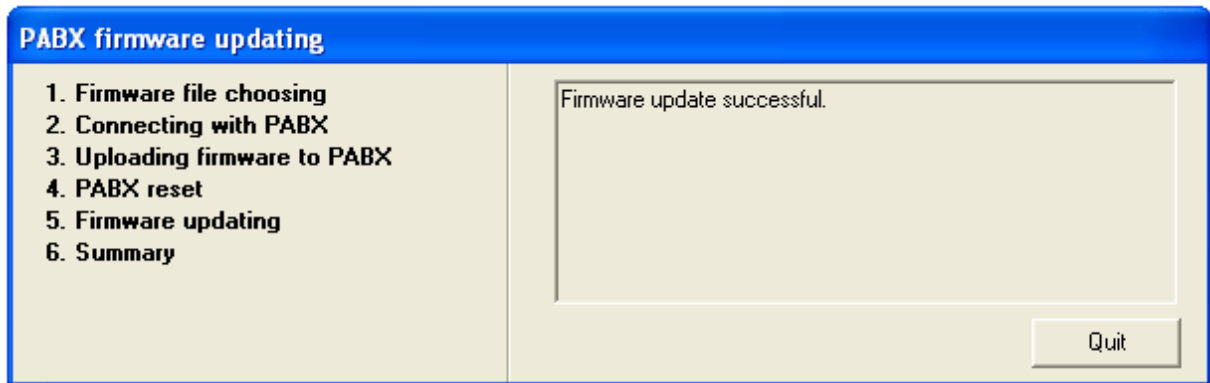 PABX firmware updating
1. Firmware file choosing
2. Connecting with PABX
3. Uploading firmware to PABX
4. PABX reset
5. Firmware updating
6. Summary
Firmware update successful.
Quit